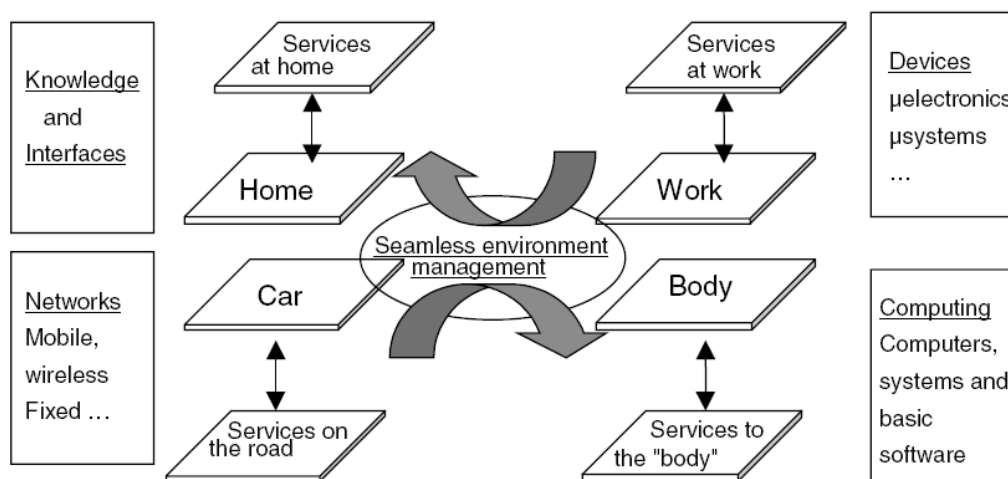 Knowledge
and
Interfaces
Services
at home
Services
at work
Devices
µelectronics
µsystems
…
Home
Work
Seamless environment
management
Networks
Mobile,
wireless
Fixed …
Car
Body
Computing
Computers,
systems and
basic
software
Services on
the road
Services to
the "body"